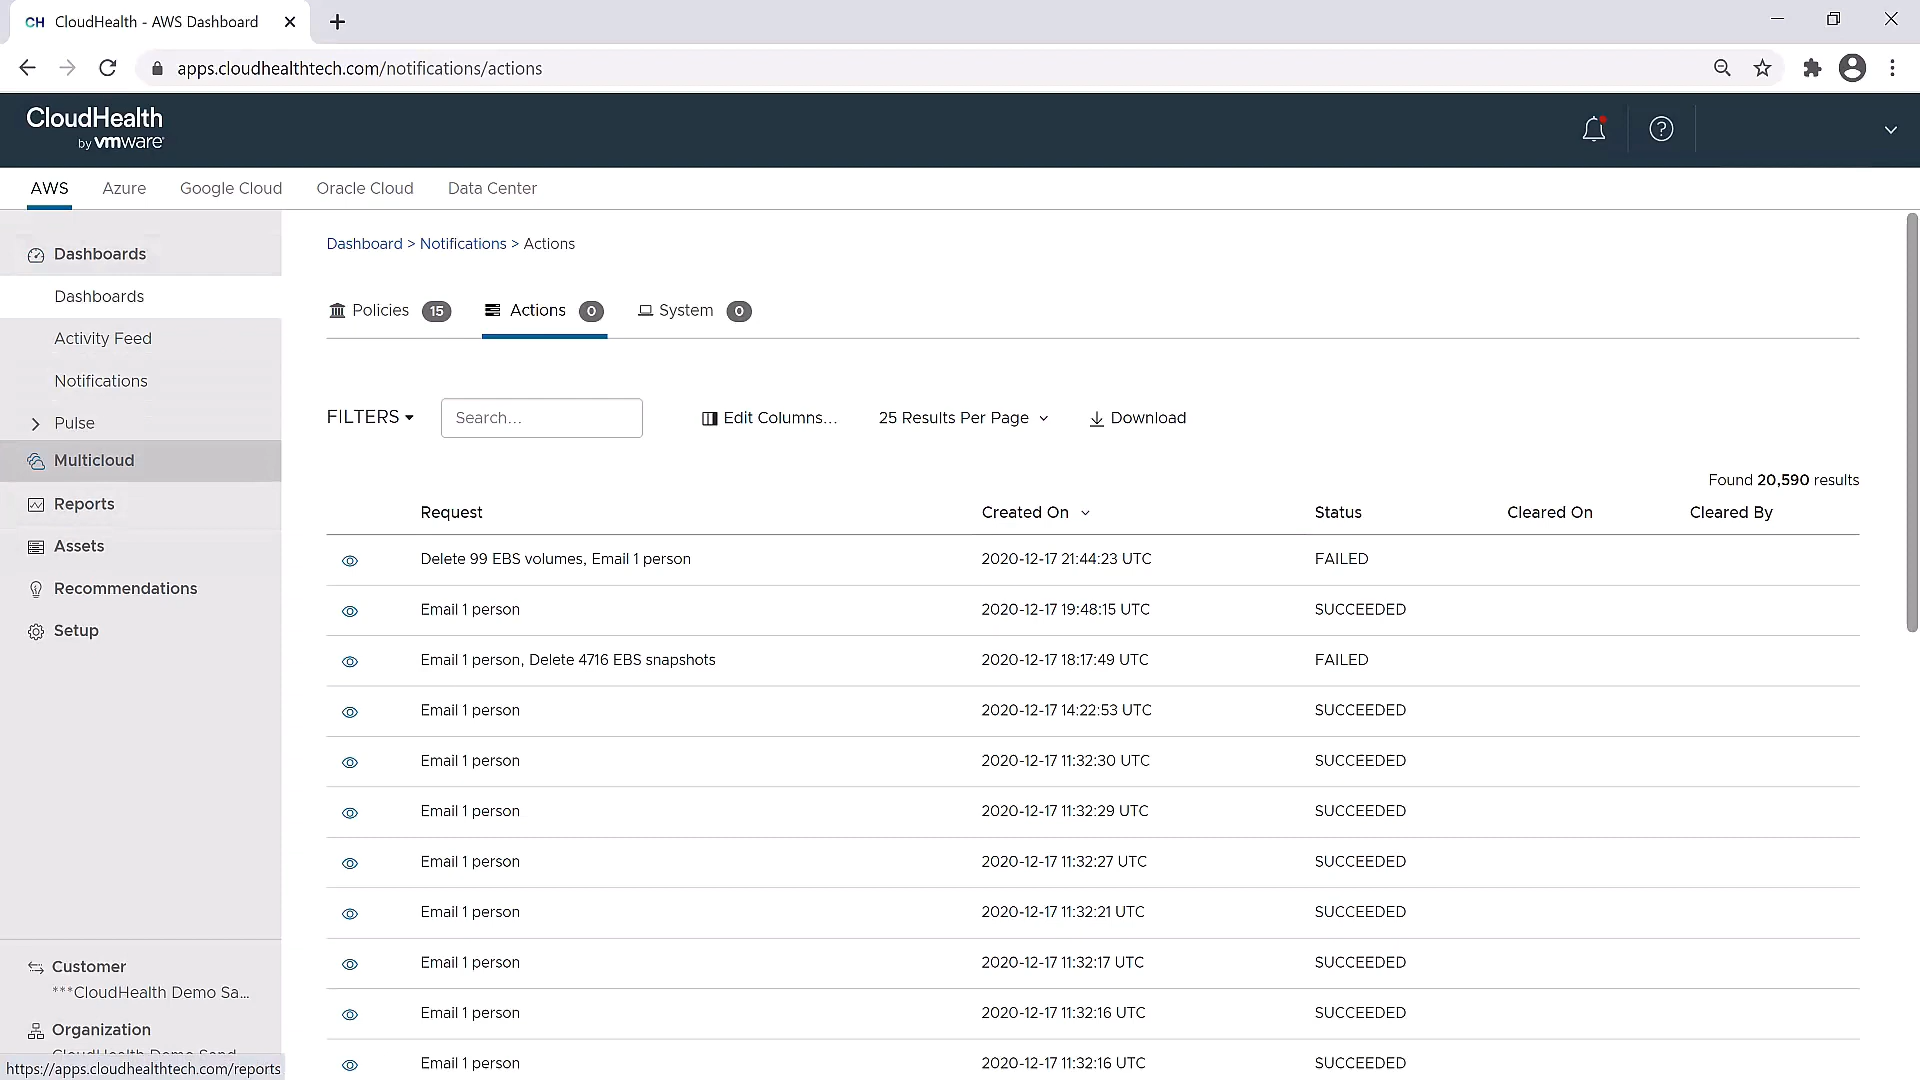 CH CloudHealth - AWS Dashboard
apps.cloudhealthtech.com/notifications/actions
CloudHealth
by vmware
AWS Azure Google Cloud Oracle Cloud Data Center
Dashboards
Dashboards
Activity Feed
Notifications
Pulse
Multicloud
Reports
Assets
Recommendations
Setup
Customer
***CloudHealth Demo Sa...
Organization
CloudHealth Demo Sand
https://apps.cloudhealthtech.com/reports
Dashboard > Notifications > Actions
Policies 15 Actions 0 System 0
FILTERS Search... Edit Columns... 25 Results Per Page Download
Found 20,590 results
Request Created On Status Cleared On Cleared By
Delete 99 EBS volumes, Email 1 person 2020-12-17 21:44:23 UTC FAILED
Email 1 person 2020-12-17 19:48:15 UTC SUCCEEDED
Email 1 person, Delete 4716 EBS snapshots 2020-12-17 18:17:49 UTC FAILED
Email 1 person 2020-12-17 14:22:53 UTC SUCCEEDED
Email 1 person 2020-12-17 11:32:30 UTC SUCCEEDED
Email 1 person 2020-12-17 11:32:29 UTC SUCCEEDED
Email 1 person 2020-12-17 11:32:27 UTC SUCCEEDED
Email 1 person 2020-12-17 11:32:21 UTC SUCCEEDED
Email 1 person 2020-12-17 11:32:17 UTC SUCCEEDED
Email 1 person 2020-12-17 11:32:16 UTC SUCCEEDED
Email 1 person 2020-12-17 11:32:16 UTC SUCCEEDED